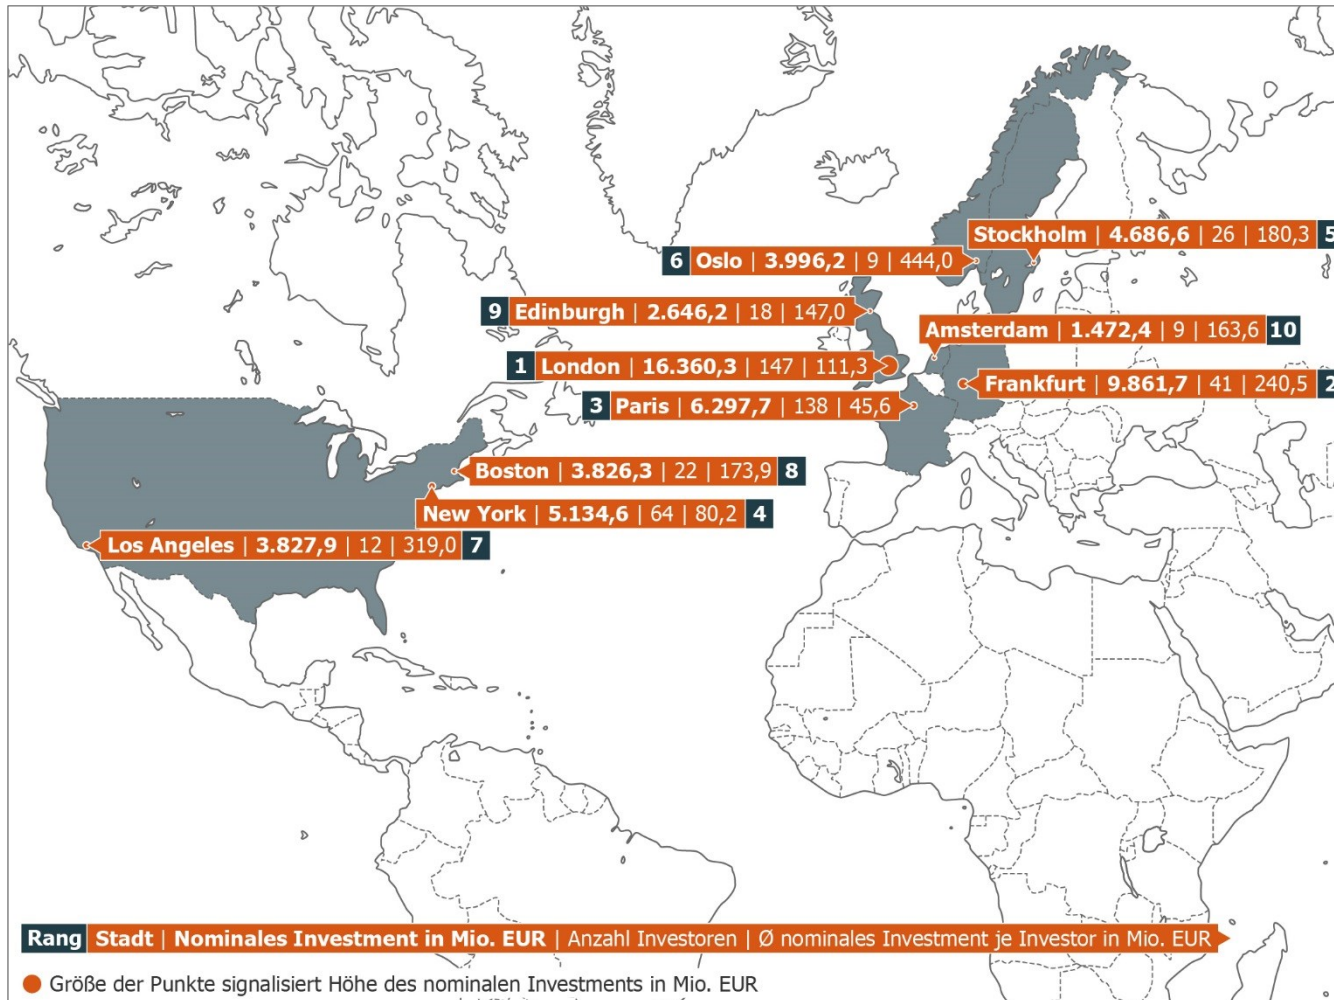 Stockholm | 4.686,6 | 26 | 180,3 5
6 Oslo | 3.996,2 | 9 | 444,0
9 Edinburgh | 2.646,2 | 18 | 147,0
Amsterdam | 1.472,4 | 9 | 163,6 10
1 London | 16.360,3 | 147 | 111,3
Frankfurt | 9.861,7 | 41 | 240,5 2
3 Paris | 6.297,7 | 138 | 45,6
Boston | 3.826,3 | 22 | 173,9 8
New York | 5.134,6 | 64 | 80,2 4
Los Angeles | 3.827,9 | 12 | 319,0 7
Rang Stadt | Nominales Investment in Mio. EUR | Anzahl Investoren | Ø nominales Investment je Investor in Mio. EUR
Größe der Punkte signalisiert Höhe des nominalen Investments in Mio. EUR